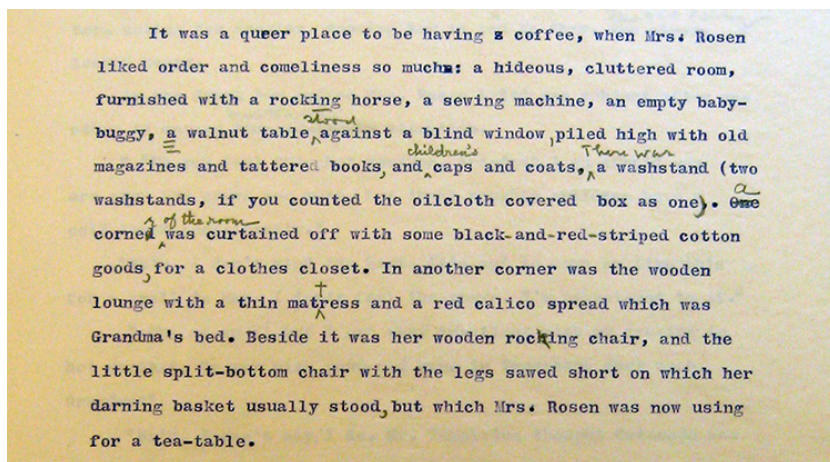 It was a queer place to be having coffee, when Mrs. Rosen
liked order and comeliness so much: a hideous, cluttered room,
furnished with a rocking horse, a sewing machine, an empty baby-
buggy, a walnut table stood against a blind window, piled high with old
magazines and tattered books, and children's caps and coats. There was a washstand (two
washstands, if you counted the oilcloth covered box as one). a
corner of the room was curtained off with some black-and-red-striped cotton
goods, for a clothes closet. In another corner was the wooden
lounge with a thin mattress and a red calico spread which was
Grandma's bed. Beside it was her wooden rocking chair, and the
little split-bottom chair with the legs sawed short on which her
darning basket usually stood, but which Mrs. Rosen was now using
for a tea-table.